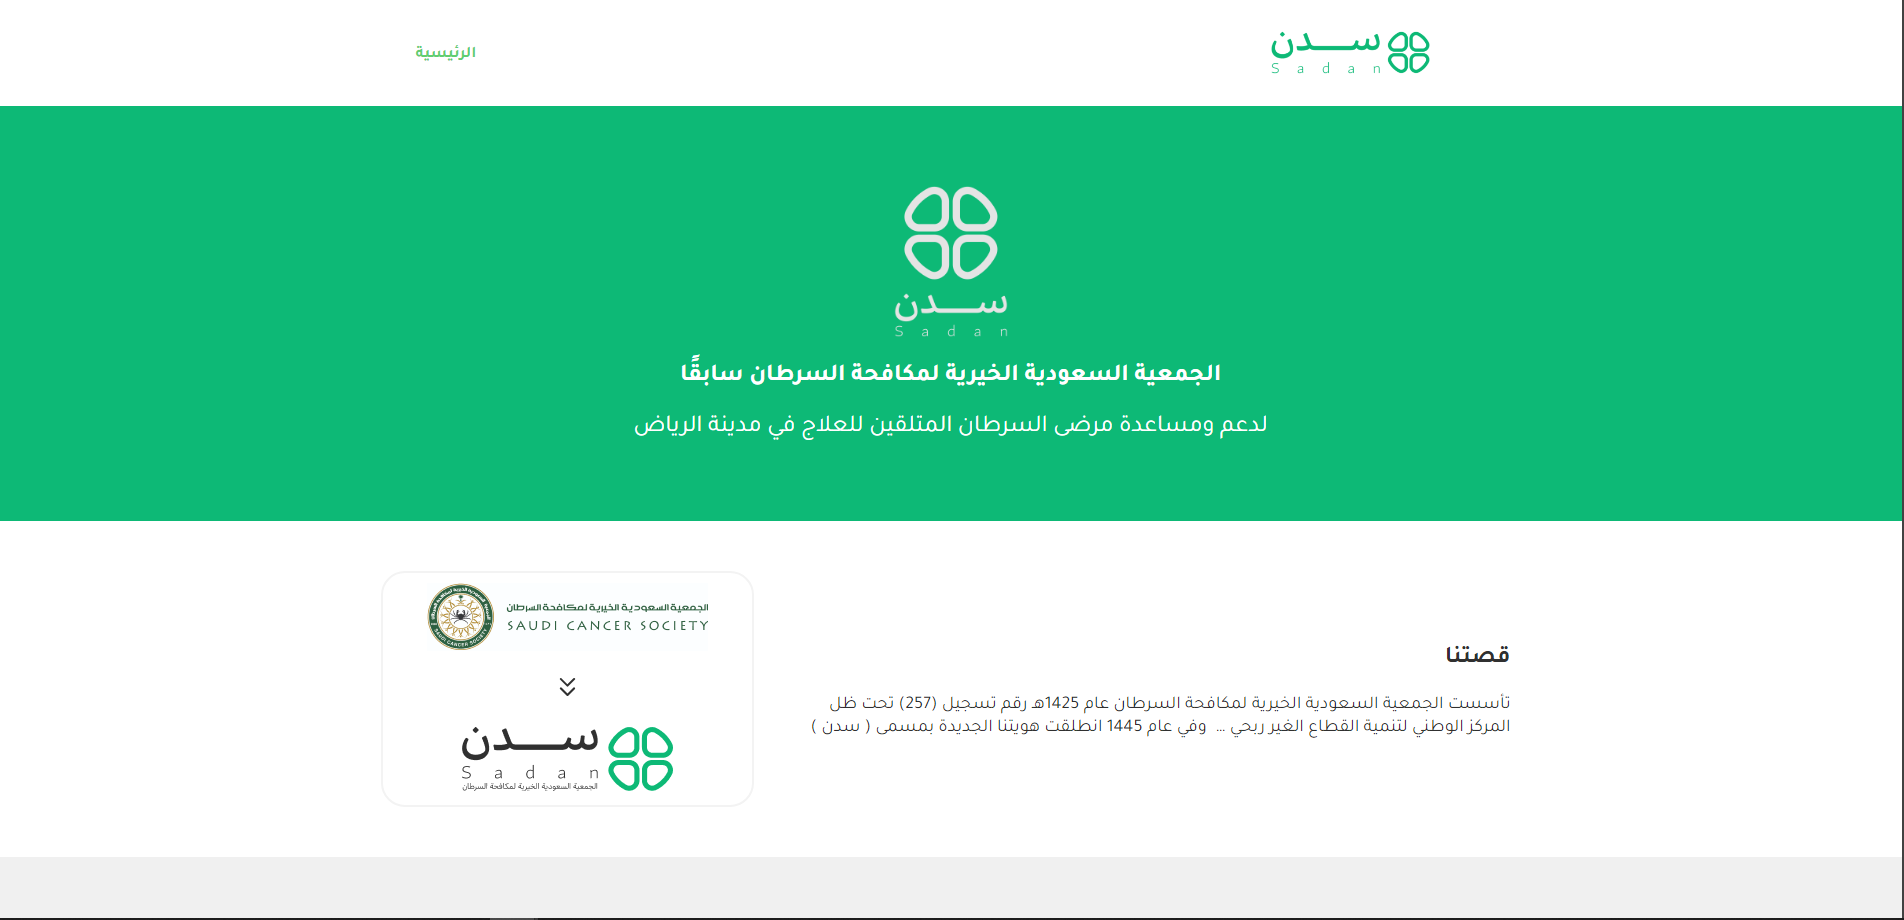 سدن
Sadan
الرئيسية
سدن
Sadan
الجمعية السعودية الخيرية لمكافحة السرطان سابقًا
لدعم ومساعدة مرضى السرطان المتلقين للعلاج في مدينة الرياض
قصتنا
تأسست الجمعية السعودية الخيرية لمكافحة السرطان عام 1425هـ رقم تسجيل (257) تحت ظل
المركز الوطني لتنمية القطاع الغير ربحي ... وفي عام 1445 انطلقت هويتنا الجديدة بمسمى ( سدن )
الجمعية السعودية الخيرية لمكافحة السرطان
SAUDI CANCER SOCIETY
سدن
Sadan
الجمعية السعودية الخيرية لمكافحة السرطان